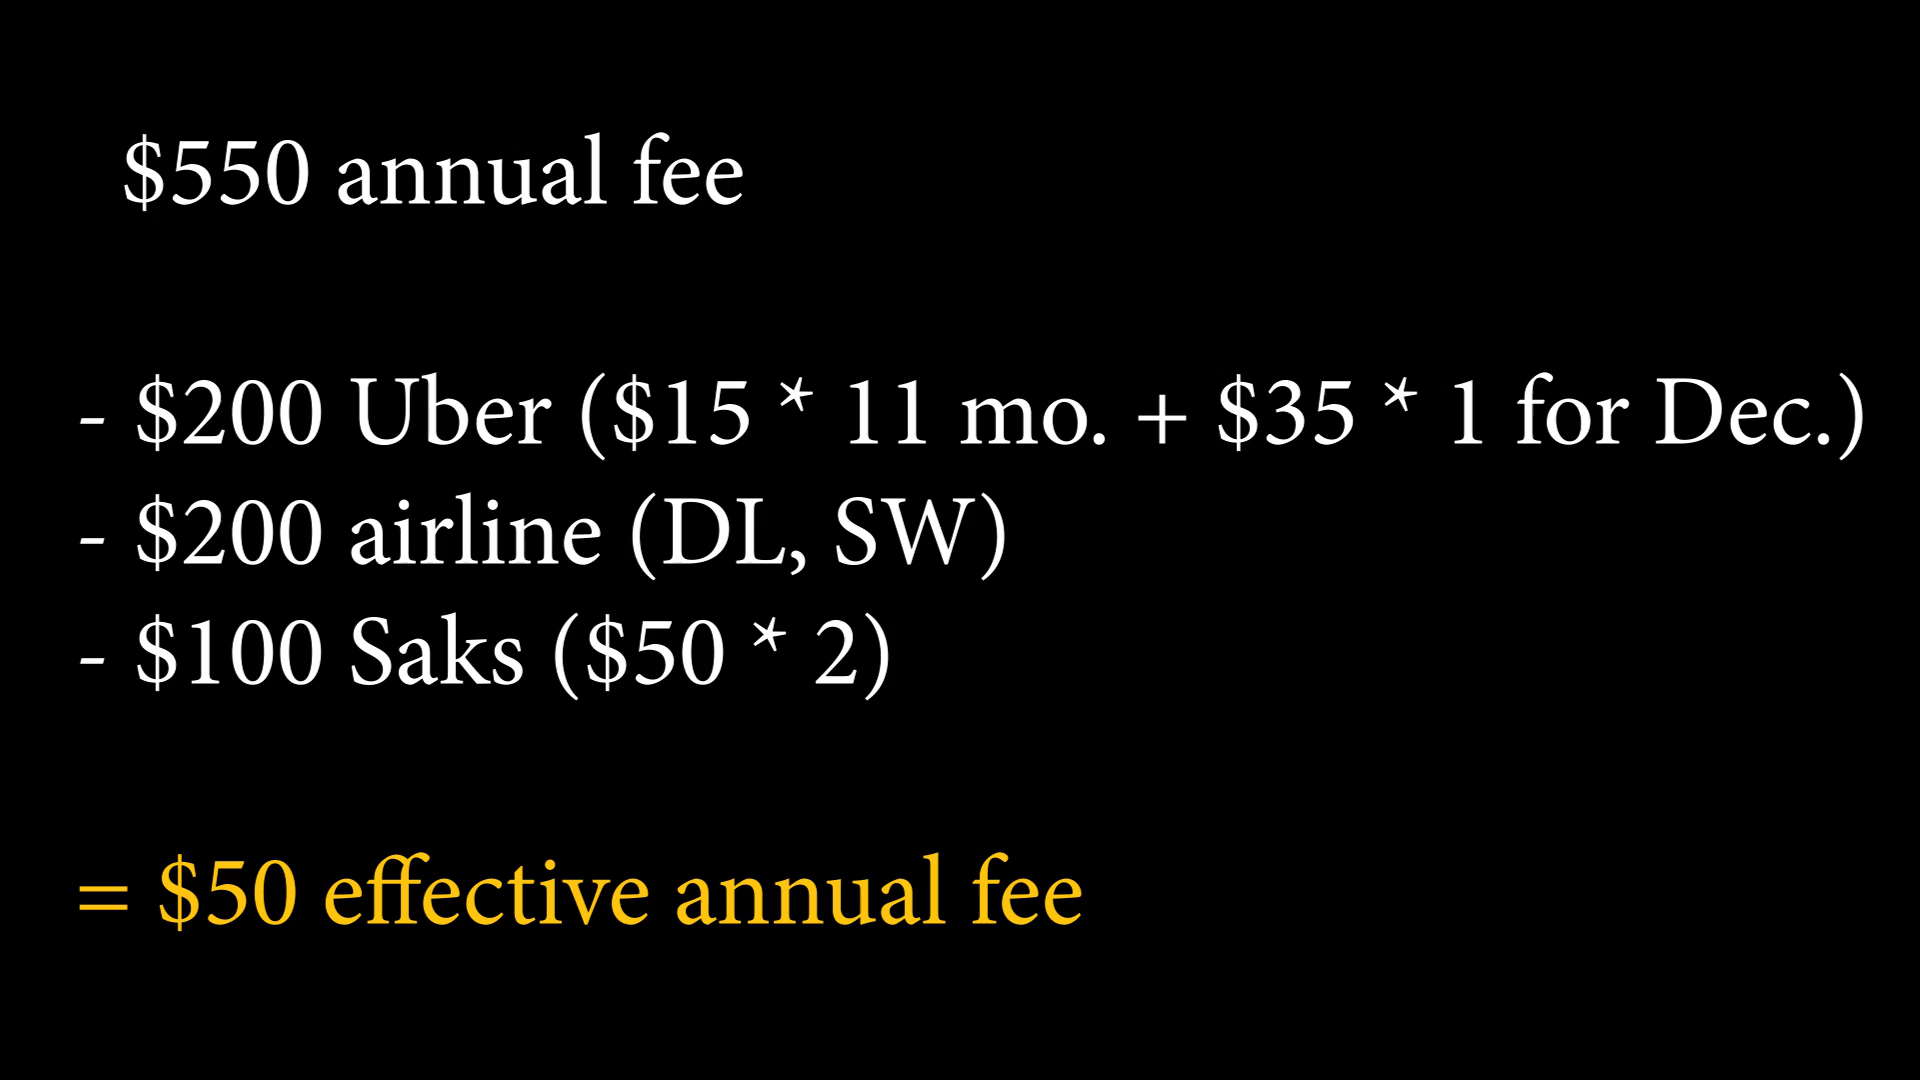 $550 annual fee
- $200 Uber ($15 * 11 mo. + $35 * 1 for Dec.)
- $200 airline (DL, SW)
- $100 Saks ($50 * 2)
= $50 effective annual fee